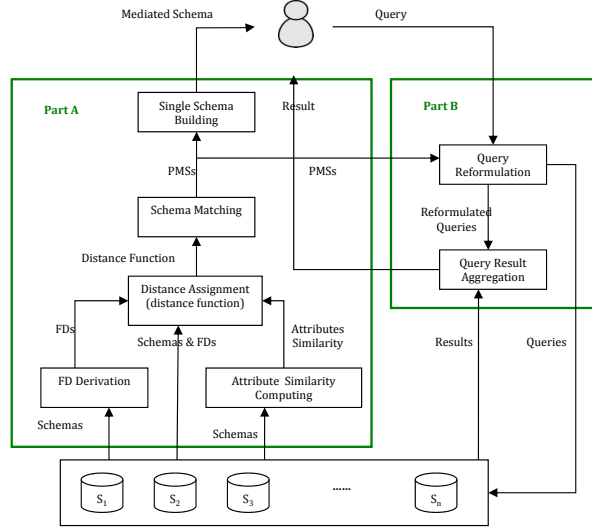 Mediated Schema
Query
Part A
Single Schema
Building
Result
Part B
PMSs
PMSs
Query
Reformulation
Schema Matching
Reformulated
Queries
Distance Function
Query Result
Aggregation
Distance Assignment
(distance function)
FDs
Schemas & FDs
Attributes
Similarity
Results
Queries
FD Derivation
Attribute Similarity
Computing
Schemas
Schemas
S1
S2
S3
......
Sn